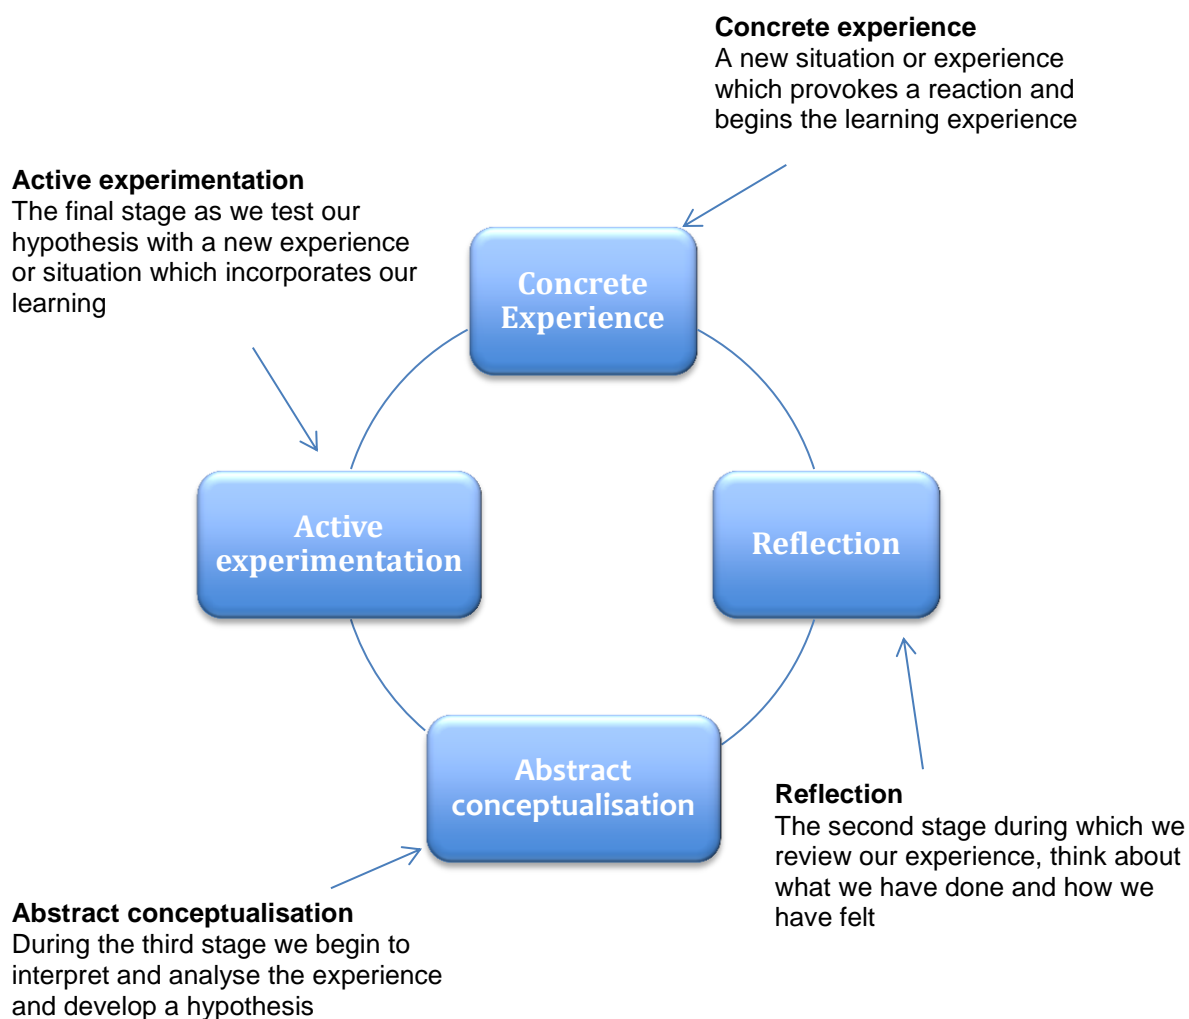 Concrete experience
A new situation or experience
which provokes a reaction and
begins the learning experience
Active experimentation
The final stage as we test our
hypothesis with a new experience
or situation which incorporates our
learning
Concrete
Experience
Active
experimentation
Reflection
Abstract
conceptualisation
Reflection
The second stage during which we
review our experience, think about
what we have done and how we
have felt
Abstract conceptualisation
During the third stage we begin to
interpret and analyse the experience
and develop a hypothesis